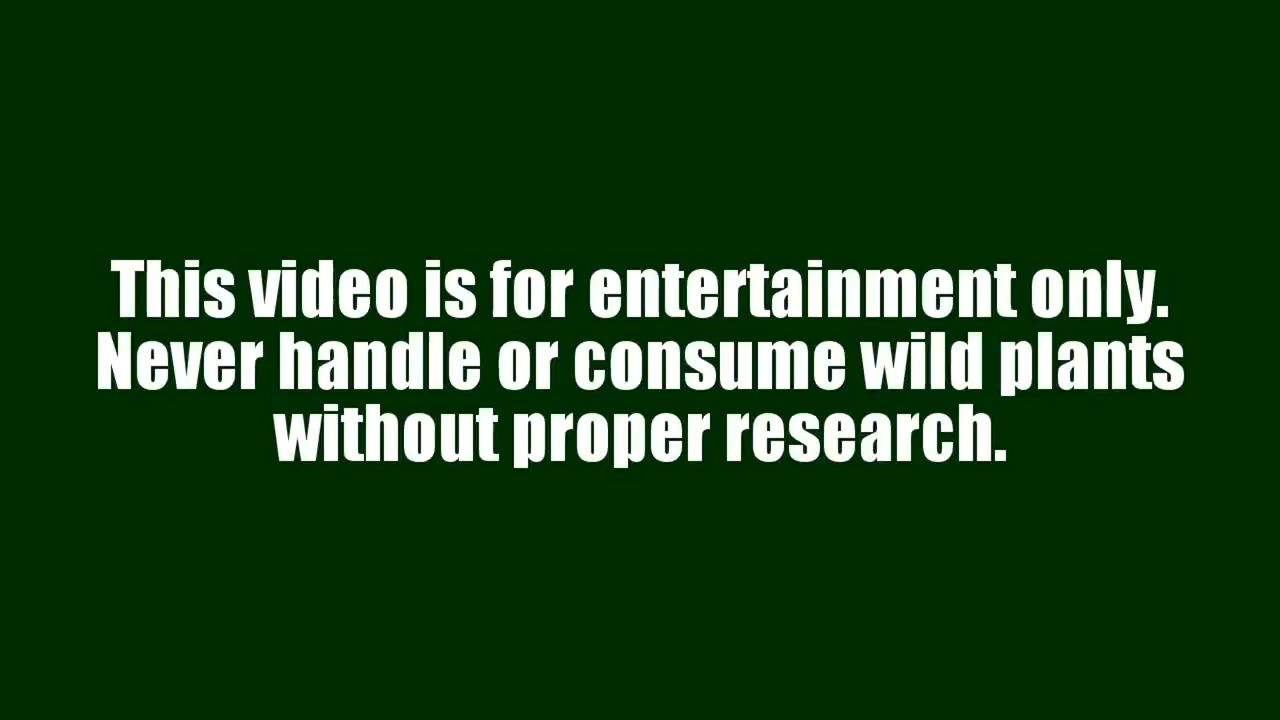 This video is for entertainment only.
Never handle or consume wild plants
without proper research.